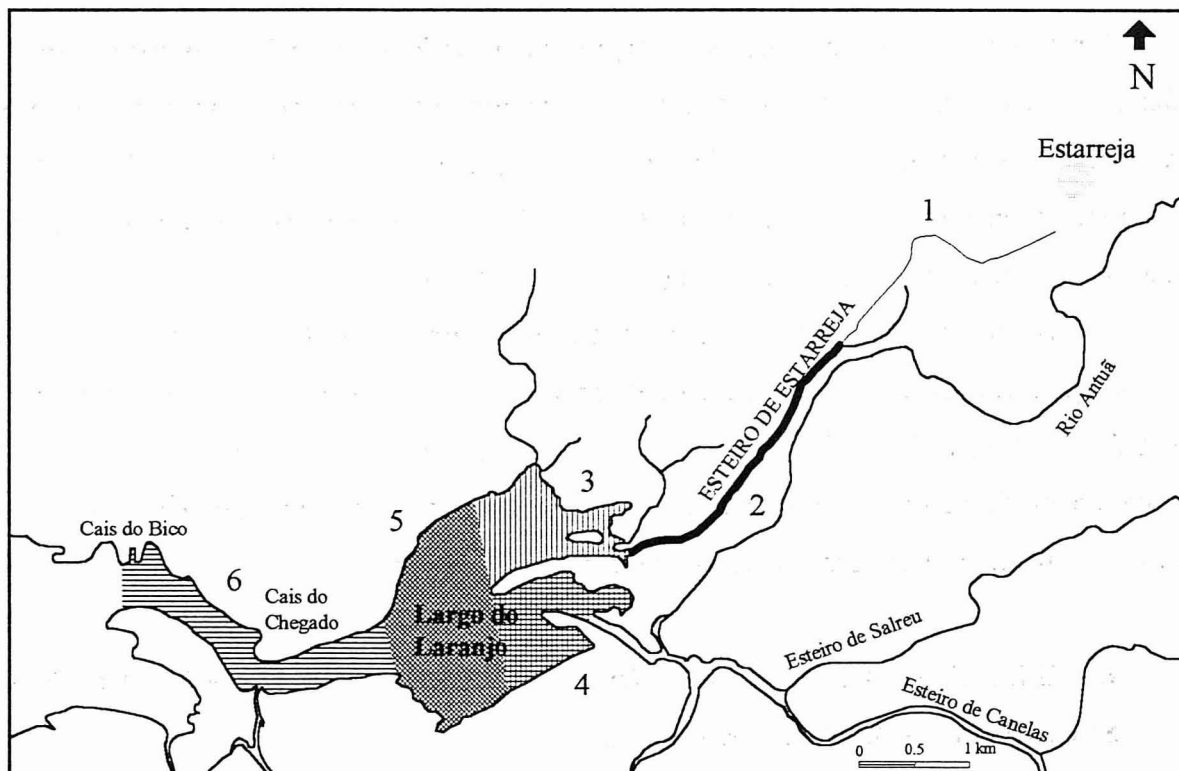 N
Estarreja
1
ESTEIRO DE ESTARREJA
Rio Antuã
3
2
5
Cais do Bico
6
Cais do
Chegado
Largo do
Laranjo
4
Esteiro de Salreu
Esteiro de Canelas
0 0.5 1 km